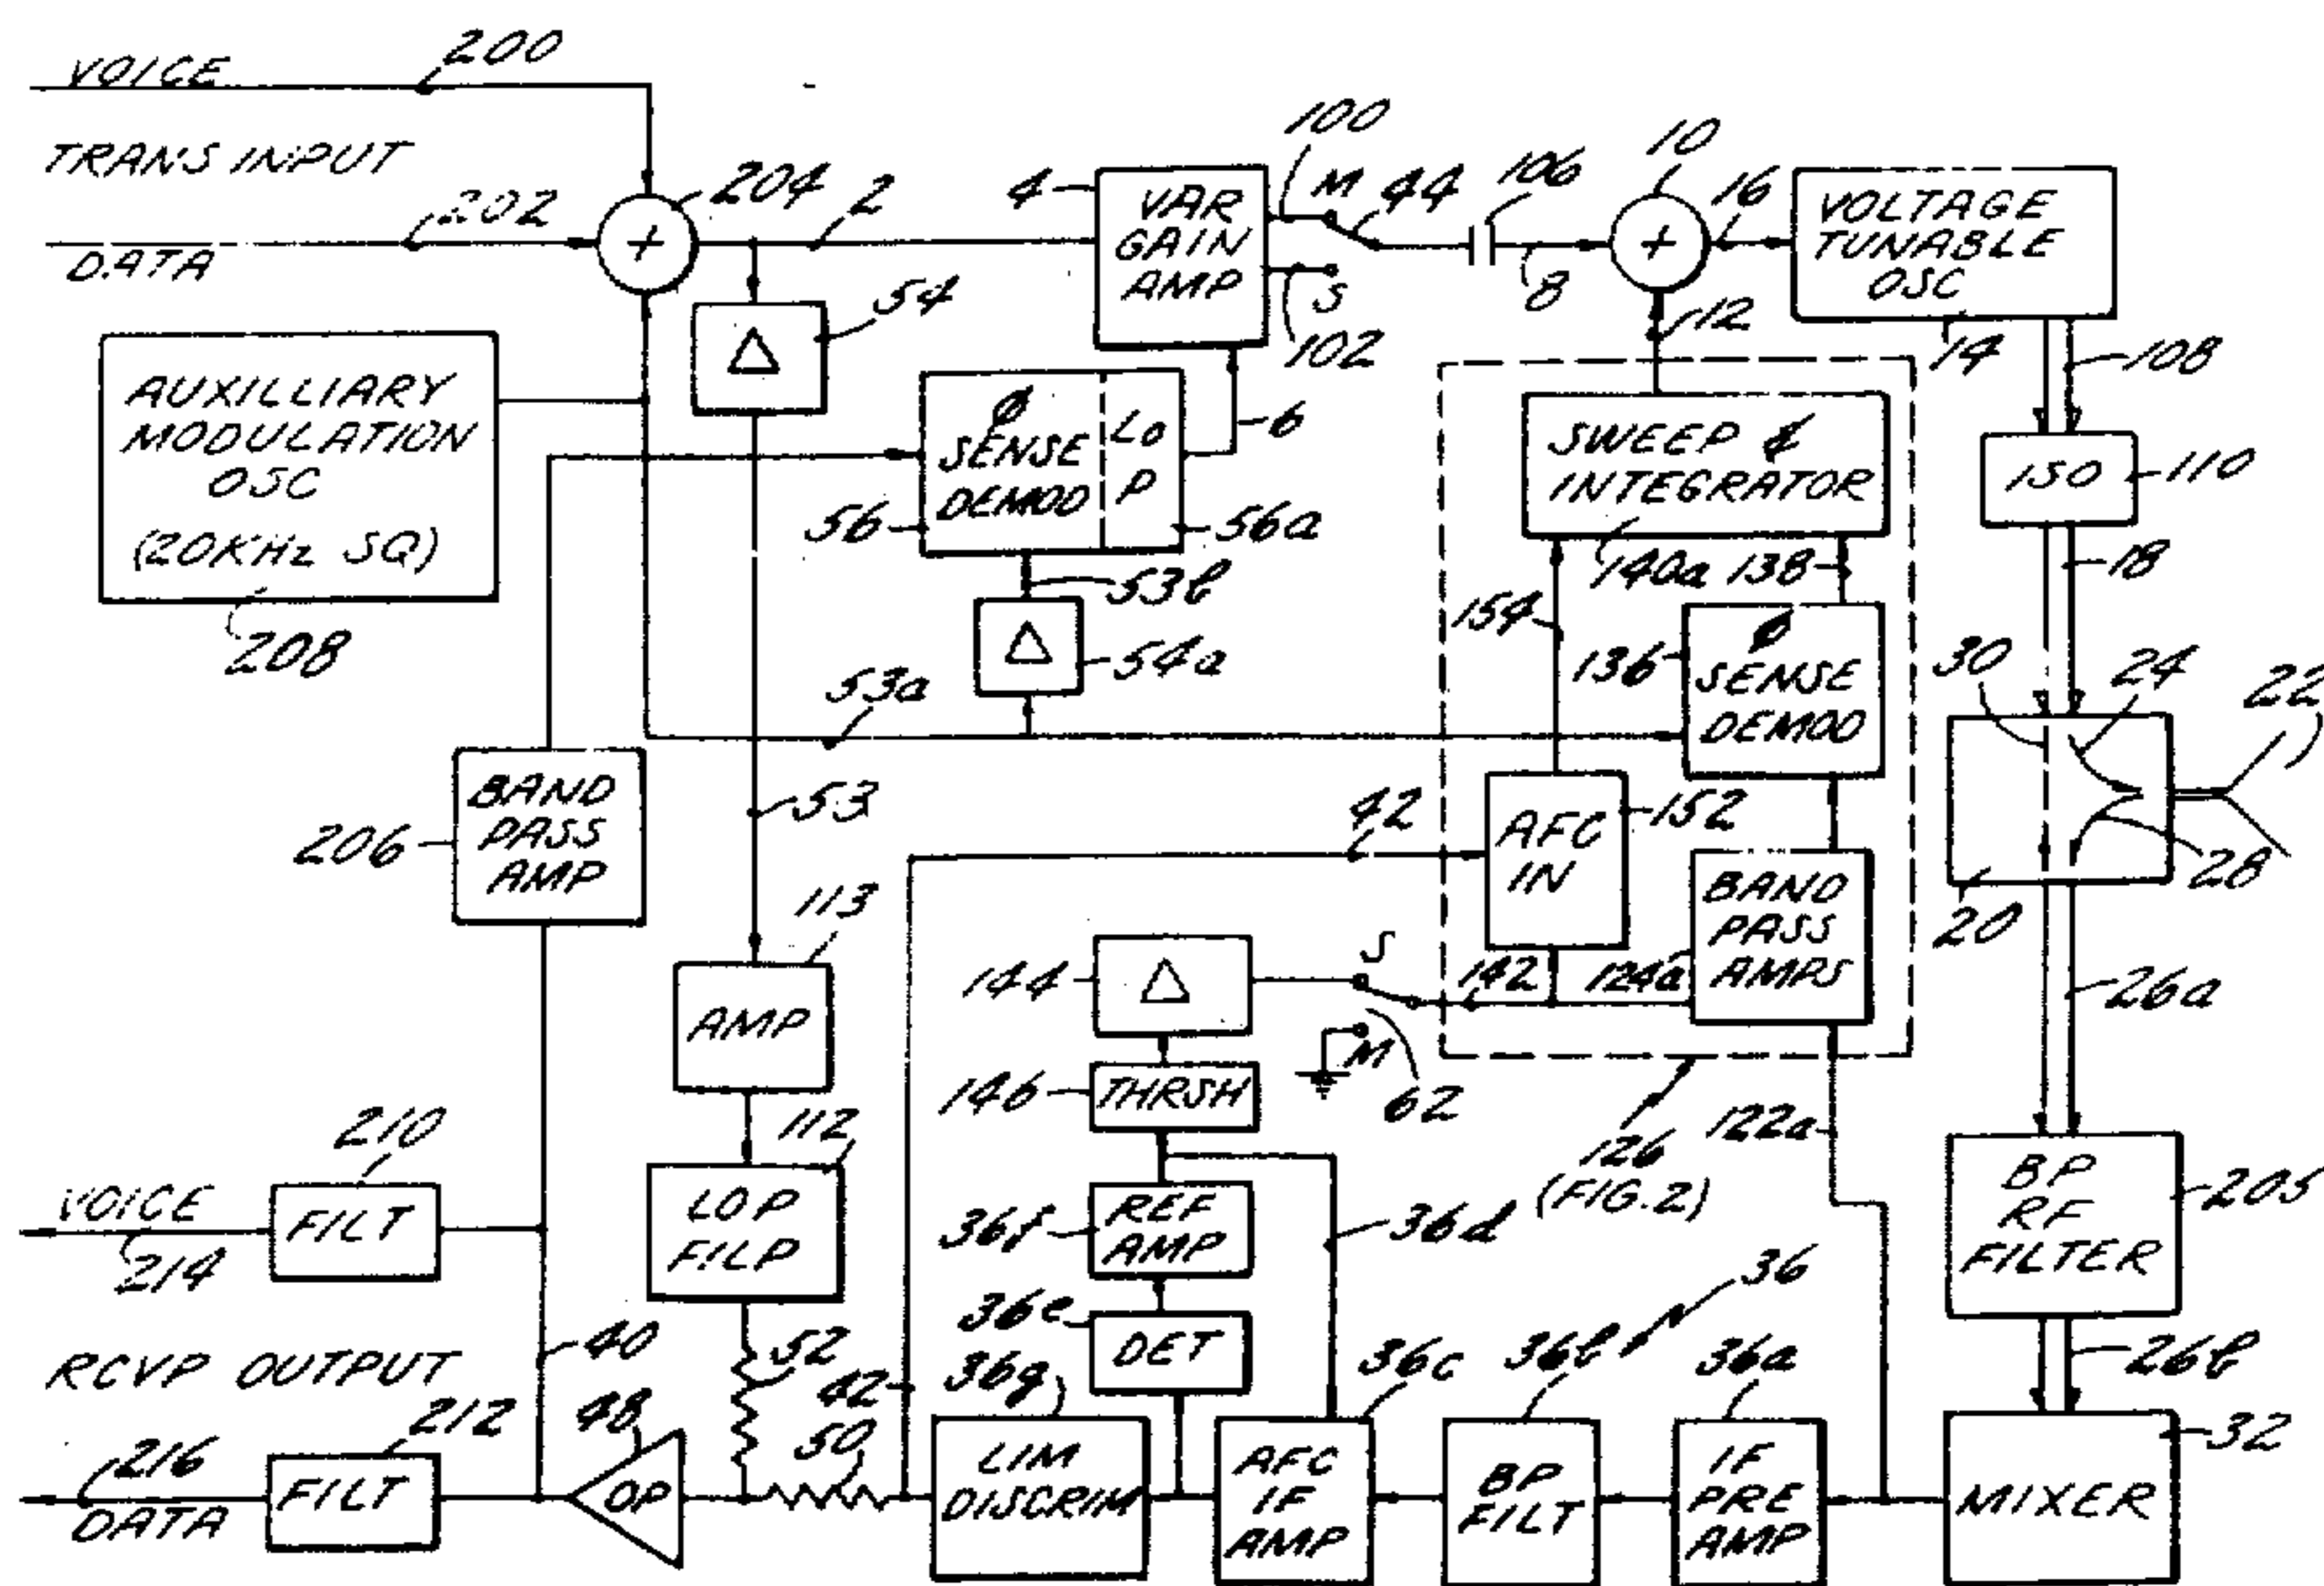 VOICE
200
TRANS INPUT
202
DATA
204
+
2
4
VAR
GAIN
AMP
100
M
44
S
102
106
8
10
+
12
16
VOLTAGE
TUNABLE
OSC
14
108
ISO
110
18
54
Δ
AUXILLIARY
MODULATION
OSC
(20KHz SQ)
208
ϕ
SENSE
DEMOD
LO
P
56
56a
6
53b
Δ
54a
53a
SWEEP &
INTEGRATOR
140a
138
154
136
ϕ
SENSE
DEMOD
30
24
22
28
20
26a
BAND
PASS
AMP
206
53
42
AFC
IN
152
BAND
PASS
AMPS
124a
142
144
Δ
S
M
62
146
THRSH
126
(FIG.2)
122a
113
AMP
112
LOP
FILP
VOICE
214
210
FILT
36f
REF
AMP
36d
36
BP
RF
FILTER
205
26b
RCVP OUTPUT
40
52
42
36e
DET
216
DATA
212
FILT
48
OP
50
36g
LIM
DISCRIM
36c
AFC
IF
AMP
36b
BP
FILT
36a
IF
PRE
AMP
32
MIXER